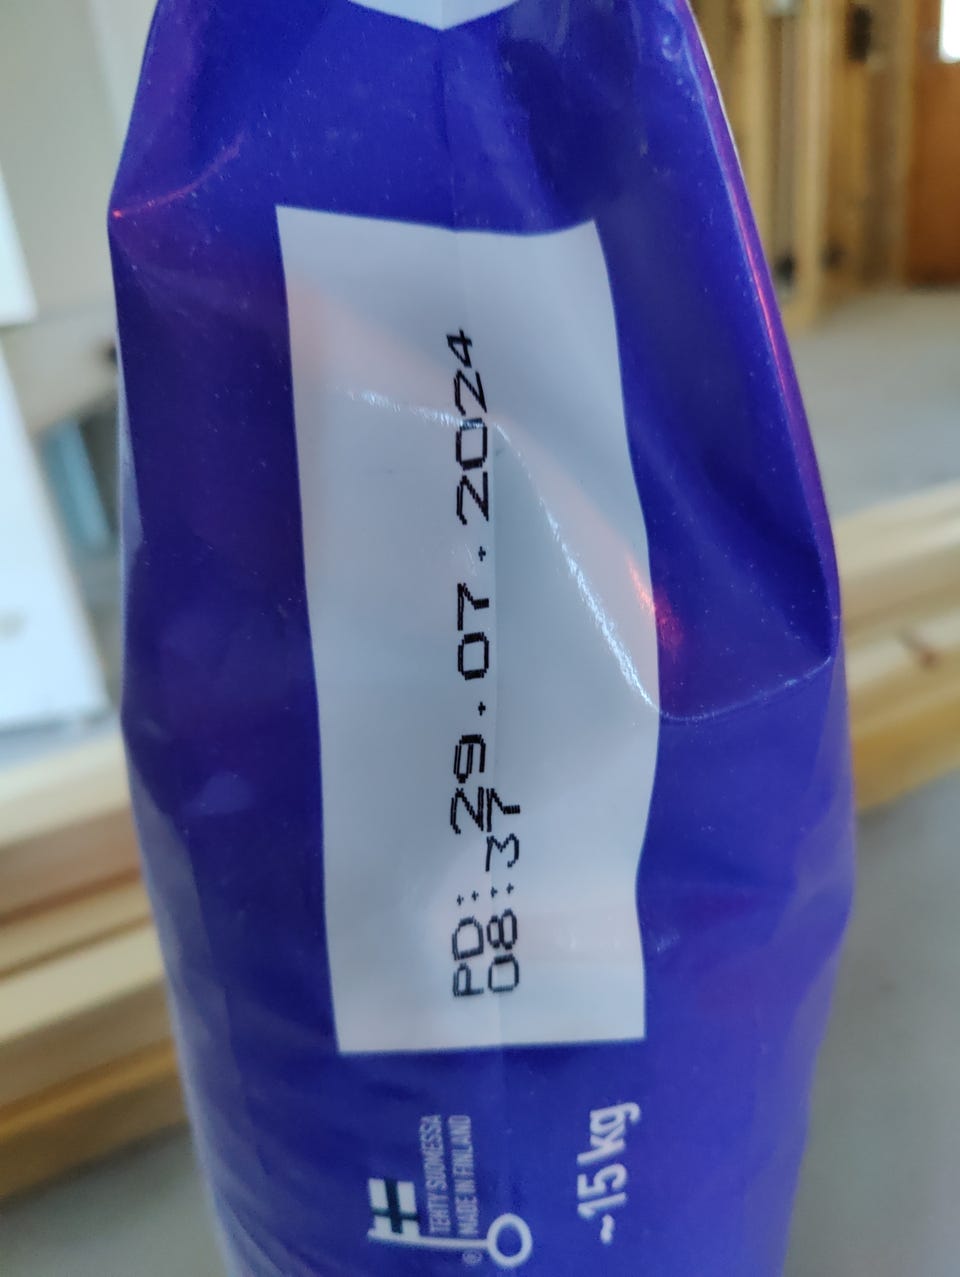 PD: 29.07.2024
08:37
TEHTY SUOMESSA
® MADE IN FINLAND
~15 kg